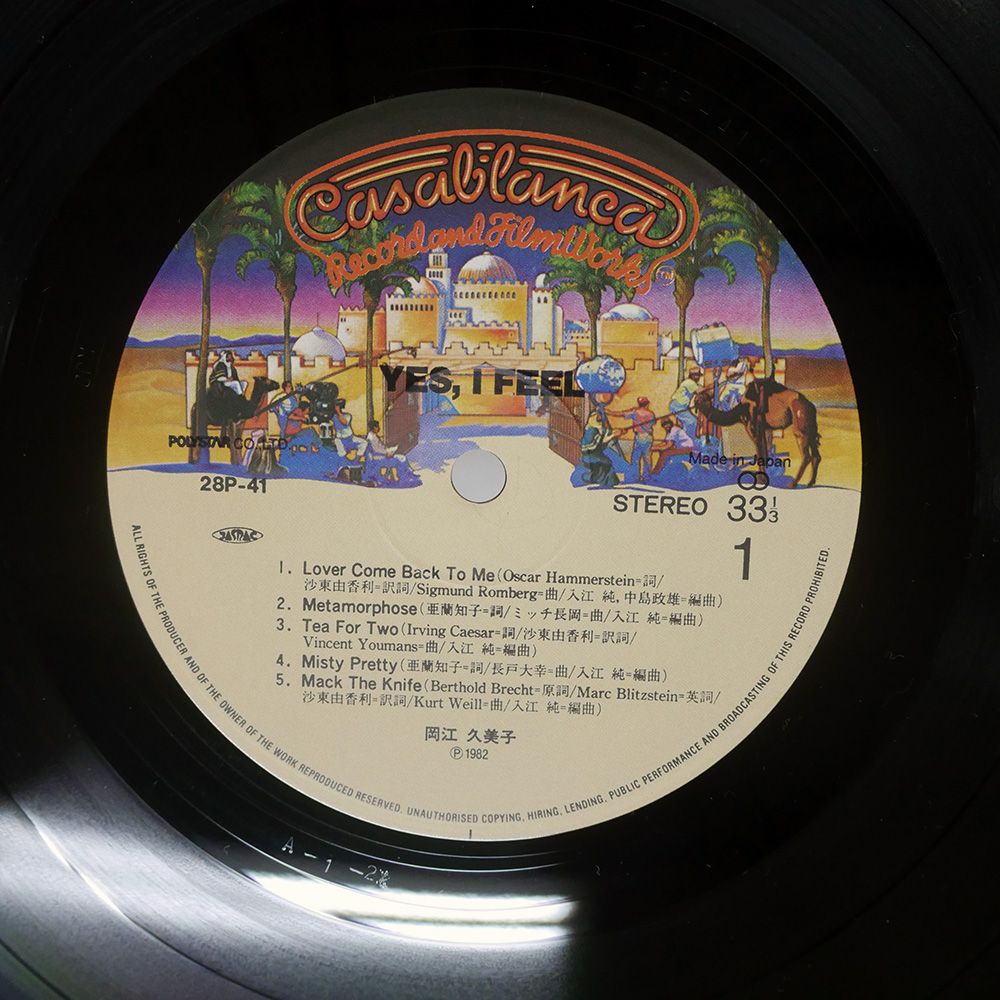 Casablanca
Record and FilmWorks™
YES, I FEEL
POLYSTAR CO.,LTD.
28P-41
Made in Japan
STEREO 33 1/3
1
JASRAC
1. Lover Come Back To Me(Oscar Hammerstein=詞/
沙東由香利=訳詞/Sigmund Romberg=曲/入江 純,中島政雄=編曲)
2. Metamorphose(亜蘭知子=詞/ミッチ長岡=曲/入江 純=編曲)
3. Tea For Two(Irving Caesar=詞/沙東由香利=訳詞/
Vincent Youmans=曲/入江 純=編曲)
4. Misty Pretty(亜蘭知子=詞/長戸大幸=曲/入江 純=編曲)
5. Mack The Knife(Berthold Brecht=原詞/Marc Blitzstein=英詞/
沙東由香利=訳詞/Kurt Weill=曲/入江 純=編曲)
岡江 久美子
Ⓟ1982
ALL RIGHTS OF THE PRODUCER AND OF THE OWNER OF THE WORK REPRODUCED RESERVED. UNAUTHORISED COPYING, HIRING, LENDING, PUBLIC PERFORMANCE AND BROADCASTING OF THIS RECORD PROHIBITED.
A-1-2